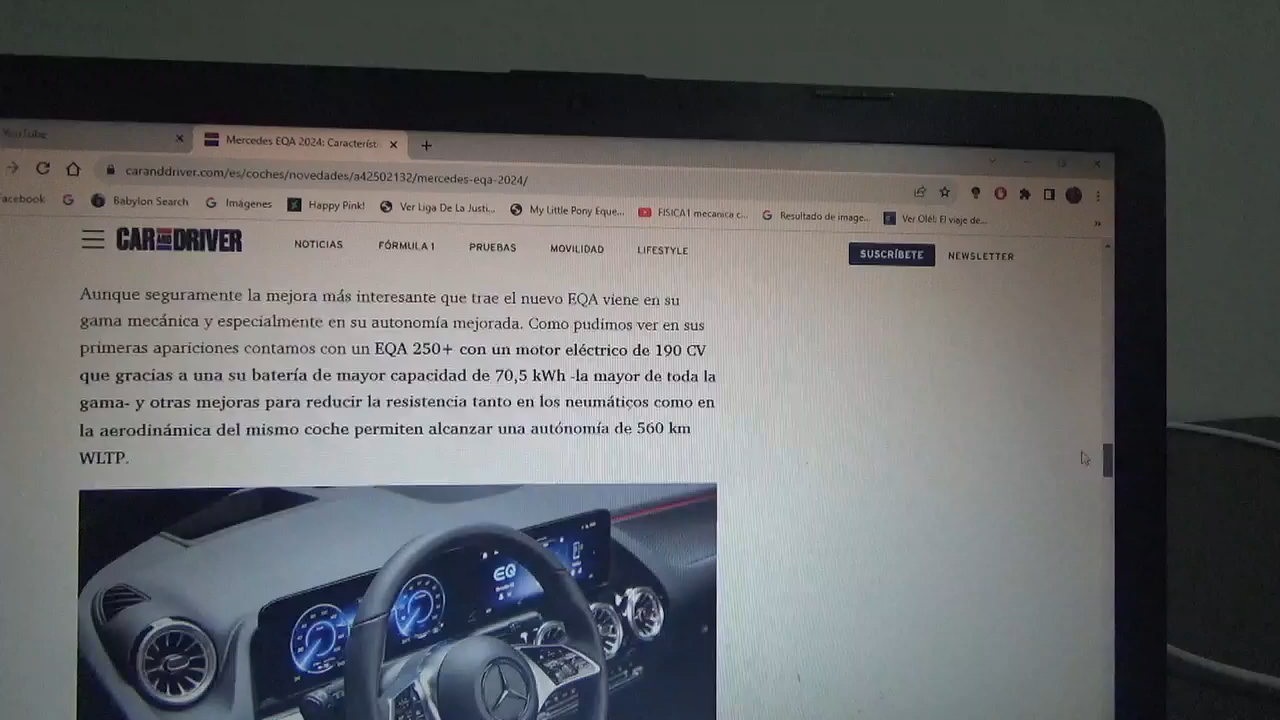 YouTube
Mercedes EQA 2024: Característi
caranddriver.com/es/coches/novedades/a42502132/mercedes-eqa-2024/
acebook
Babylon Search
Imágenes
Happy Pink!
Ver Liga De La Justi...
My Little Pony Eque...
FISICA1 mecanica c...
Resultado de image...
Ver Olé!: El viaje de...
CAR AND DRIVER
NOTICIAS
FÓRMULA 1
PRUEBAS
MOVILIDAD
LIFESTYLE
SUSCRÍBETE
NEWSLETTER
Aunque seguramente la mejora más interesante que trae el nuevo EQA viene en su
gama mecánica y especialmente en su autonomía mejorada. Como pudimos ver en sus
primeras apariciones contamos con un EQA 250+ con un motor eléctrico de 190 CV
que gracias a una su batería de mayor capacidad de 70,5 kWh -la mayor de toda la
gama- y otras mejoras para reducir la resistencia tanto en los neumáticos como en
la aerodinámica del mismo coche permiten alcanzar una autónomía de 560 km
WLTP.
EQ